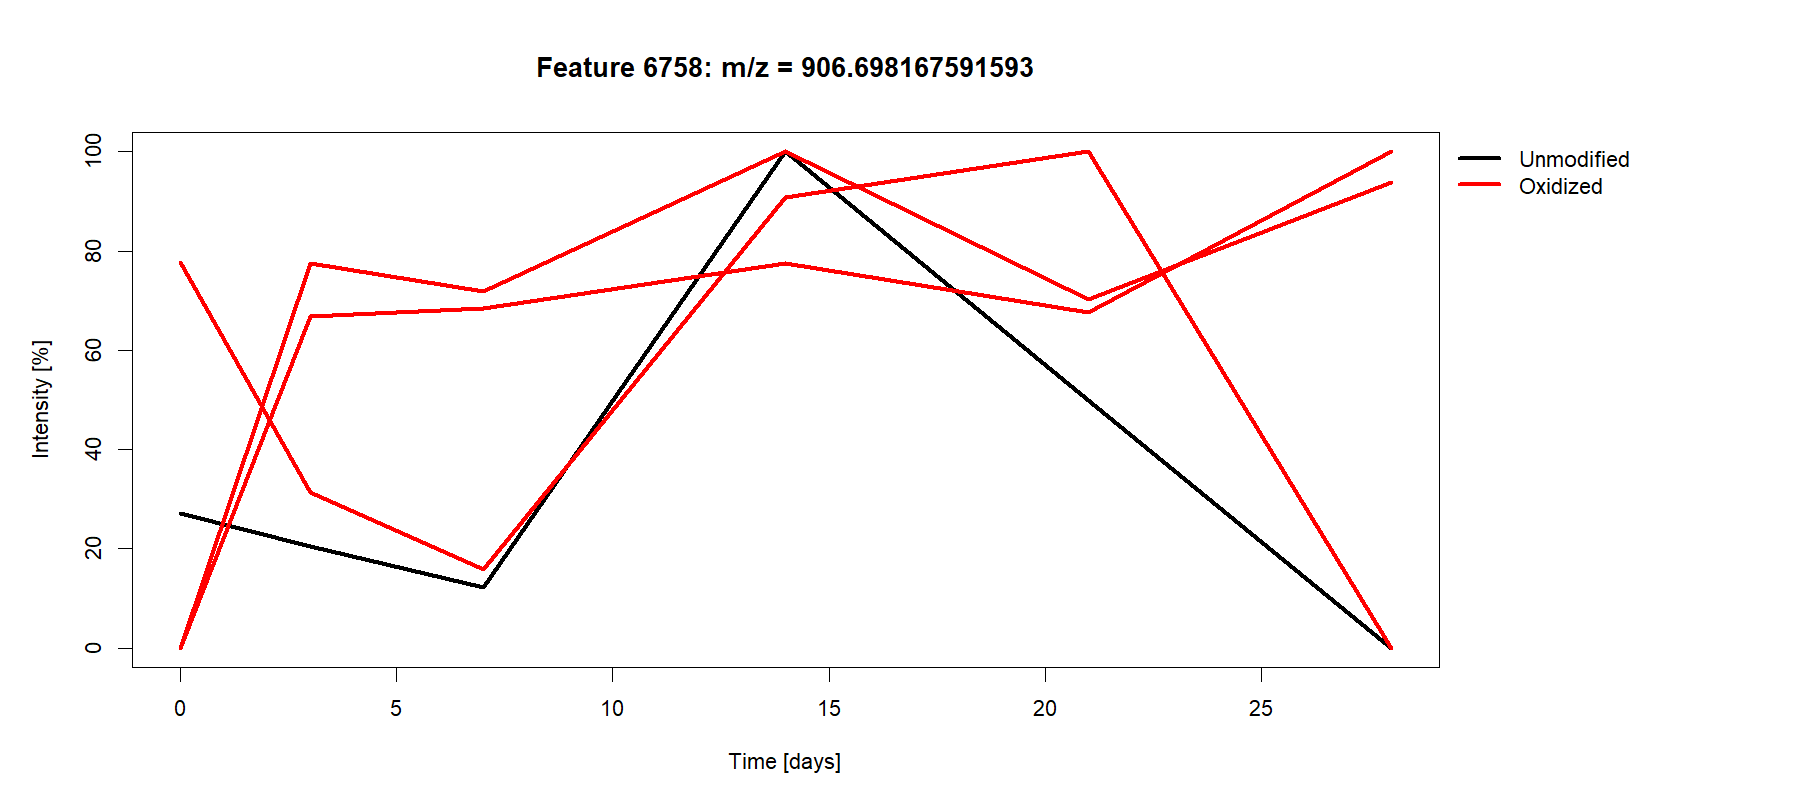 Feature 6758: m/z = 906.698167591593
Unmodified
Oxidized
Intensity [%]
100
80
60
40
20
0
0 5 10 15 20 25
Time [days]